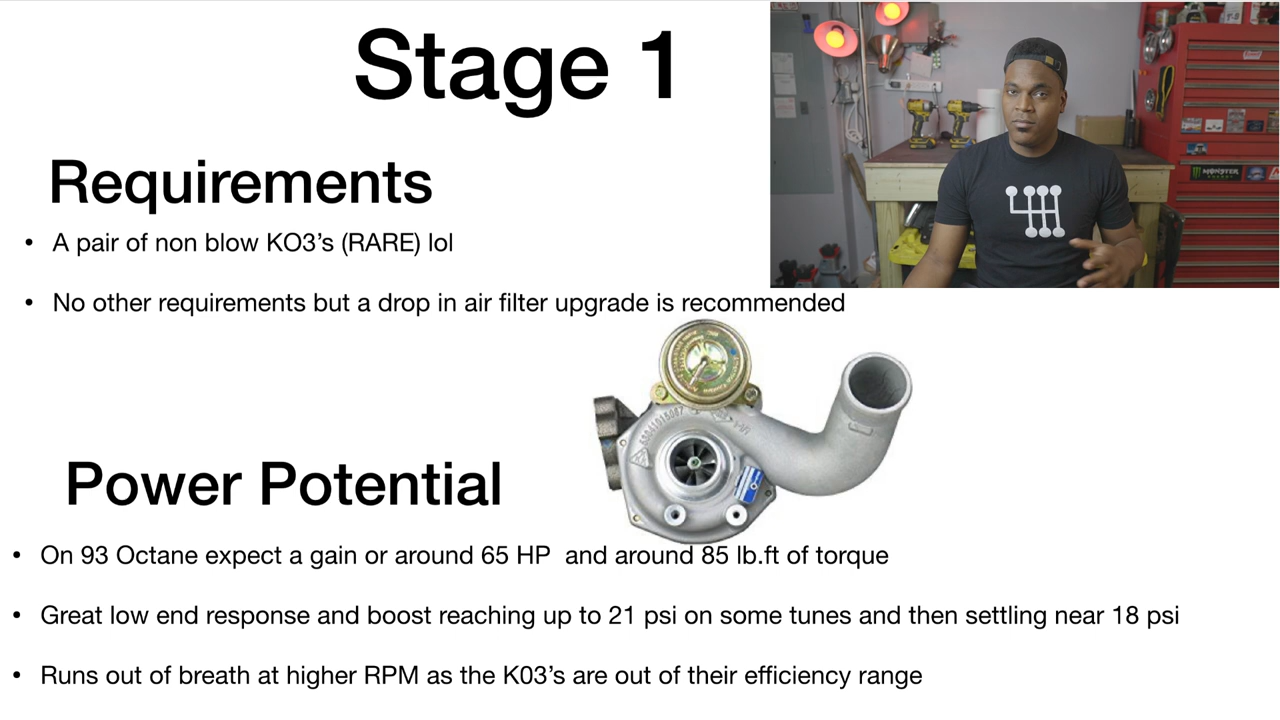 Stage 1
Requirements
• A pair of non blow KO3’s (RARE) lol
• No other requirements but a drop in air filter upgrade is recommended
MONSTER
Power Potential
• On 93 Octane expect a gain or around 65 HP  and around 85 lb.ft of torque
• Great low end response and boost reaching up to 21 psi on some tunes and then settling near 18 psi
• Runs out of breath at higher RPM as the K03’s are out of their efficiency range